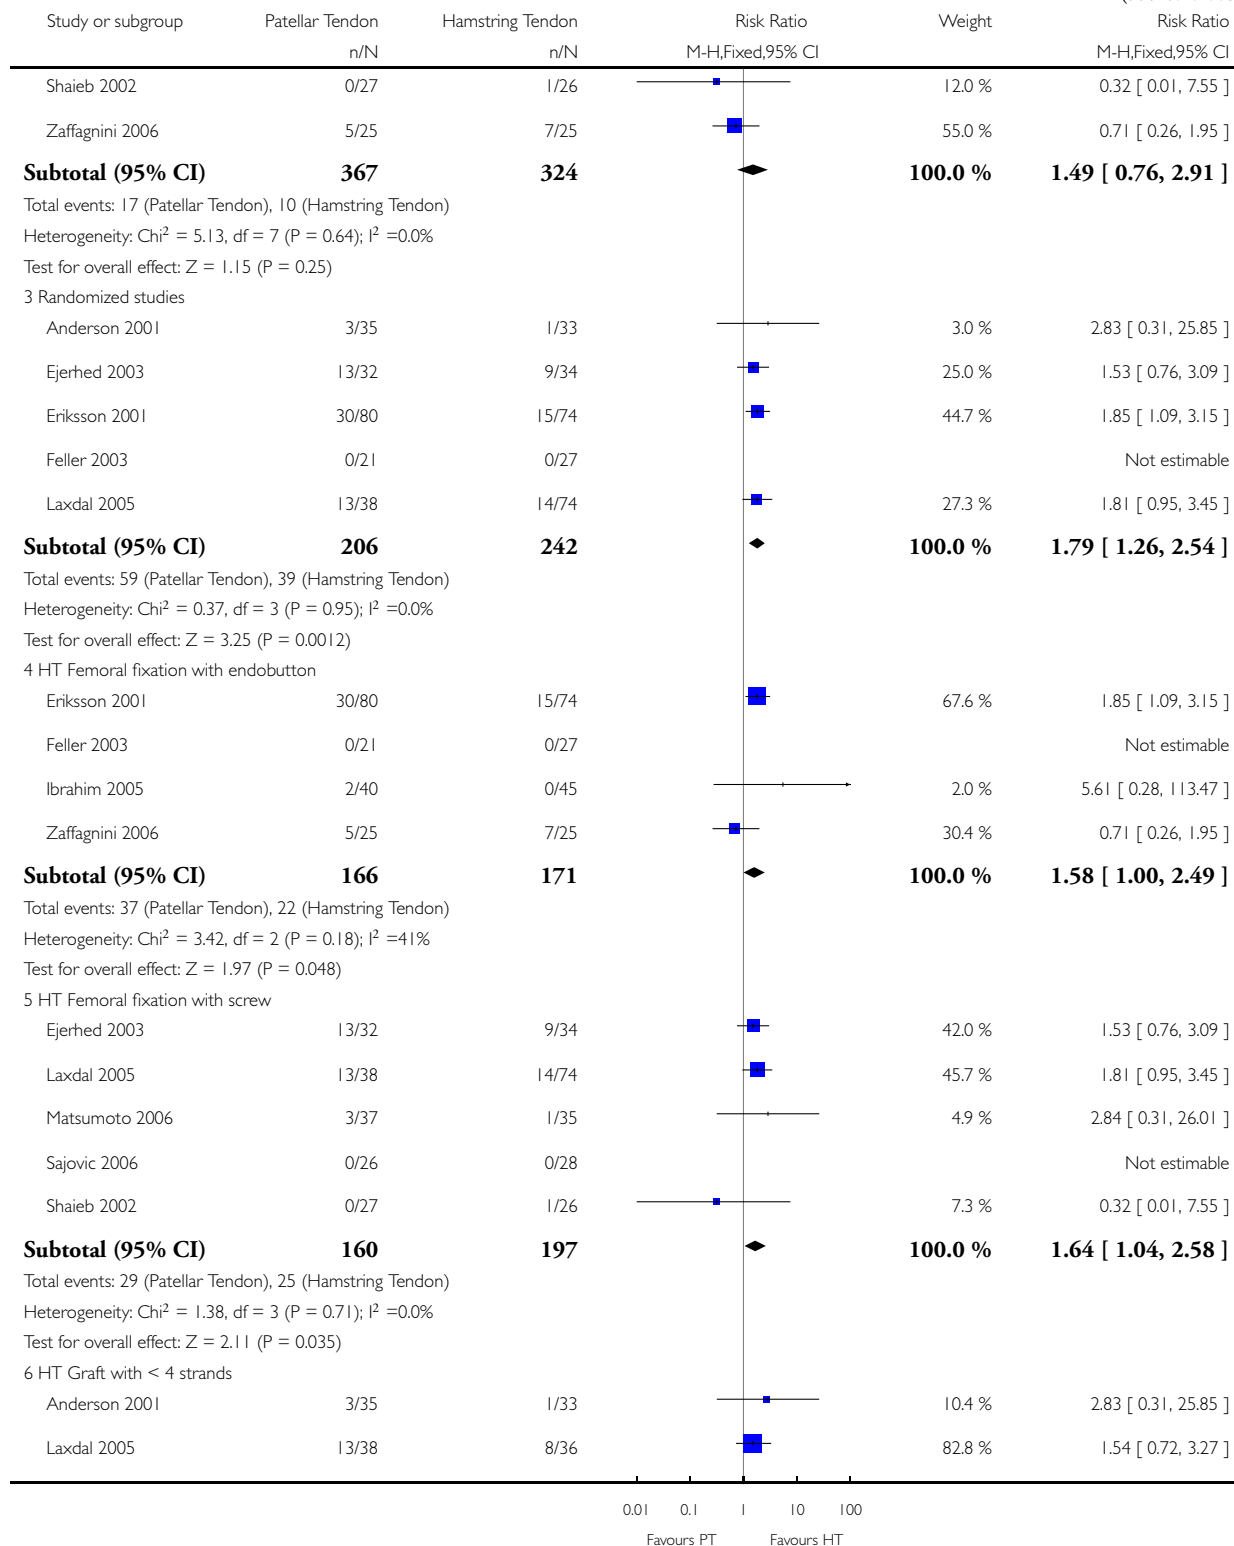 Study or subgroup Patellar Tendon Hamstring Tendon Risk Ratio Weight Risk Ratio
n/N n/N M-H,Fixed,95% CI M-H,Fixed,95% CI
Shaieb 2002 0/27 1/26 12.0 % 0.32 [ 0.01, 7.55 ]
Zaffagnini 2006 5/25 7/25 55.0 % 0.71 [ 0.26, 1.95 ]
Subtotal (95% CI) 367 324 100.0 % 1.49 [ 0.76, 2.91 ]
Total events: 17 (Patellar Tendon), 10 (Hamstring Tendon)
Heterogeneity: Chi² = 5.13, df = 7 (P = 0.64); I² =0.0%
Test for overall effect: Z = 1.15 (P = 0.25)
3 Randomized studies
Anderson 2001 3/35 1/33 3.0 % 2.83 [ 0.31, 25.85 ]
Ejerhed 2003 13/32 9/34 25.0 % 1.53 [ 0.76, 3.09 ]
Eriksson 2001 30/80 15/74 44.7 % 1.85 [ 1.09, 3.15 ]
Feller 2003 0/21 0/27 Not estimable
Laxdal 2005 13/38 14/74 27.3 % 1.81 [ 0.95, 3.45 ]
Subtotal (95% CI) 206 242 100.0 % 1.79 [ 1.26, 2.54 ]
Total events: 59 (Patellar Tendon), 39 (Hamstring Tendon)
Heterogeneity: Chi² = 0.37, df = 3 (P = 0.95); I² =0.0%
Test for overall effect: Z = 3.25 (P = 0.0012)
4 HT Femoral fixation with endobutton
Eriksson 2001 30/80 15/74 67.6 % 1.85 [ 1.09, 3.15 ]
Feller 2003 0/21 0/27 Not estimable
Ibrahim 2005 2/40 0/45 2.0 % 5.61 [ 0.28, 113.47 ]
Zaffagnini 2006 5/25 7/25 30.4 % 0.71 [ 0.26, 1.95 ]
Subtotal (95% CI) 166 171 100.0 % 1.58 [ 1.00, 2.49 ]
Total events: 37 (Patellar Tendon), 22 (Hamstring Tendon)
Heterogeneity: Chi² = 3.42, df = 2 (P = 0.18); I² =41%
Test for overall effect: Z = 1.97 (P = 0.048)
5 HT Femoral fixation with screw
Ejerhed 2003 13/32 9/34 42.0 % 1.53 [ 0.76, 3.09 ]
Laxdal 2005 13/38 14/74 45.7 % 1.81 [ 0.95, 3.45 ]
Matsumoto 2006 3/37 1/35 4.9 % 2.84 [ 0.31, 26.01 ]
Sajovic 2006 0/26 0/28 Not estimable
Shaieb 2002 0/27 1/26 7.3 % 0.32 [ 0.01, 7.55 ]
Subtotal (95% CI) 160 197 100.0 % 1.64 [ 1.04, 2.58 ]
Total events: 29 (Patellar Tendon), 25 (Hamstring Tendon)
Heterogeneity: Chi² = 1.38, df = 3 (P = 0.71); I² =0.0%
Test for overall effect: Z = 2.11 (P = 0.035)
6 HT Graft with < 4 strands
Anderson 2001 3/35 1/33 10.4 % 2.83 [ 0.31, 25.85 ]
Laxdal 2005 13/38 8/36 82.8 % 1.54 [ 0.72, 3.27 ]
0.01 0.1 1 10 100
Favours PT Favours HT